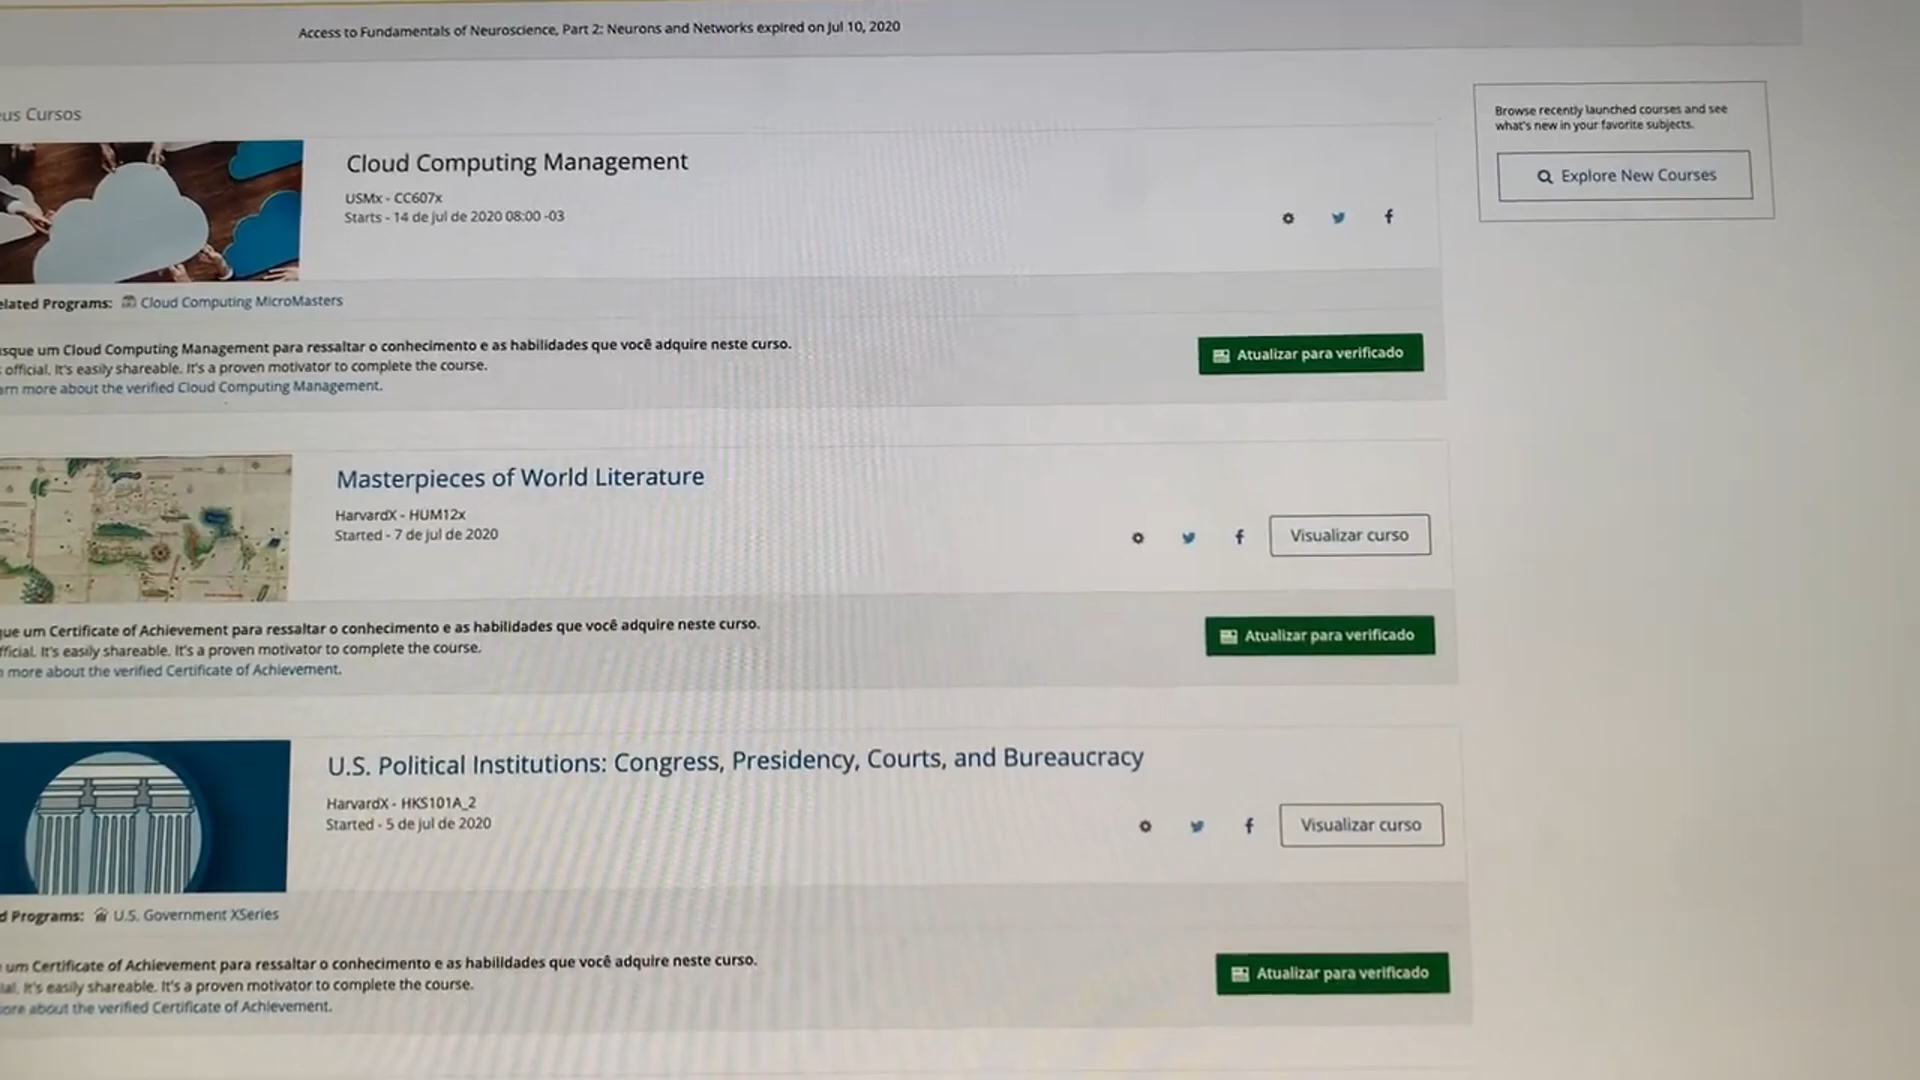 Access to Fundamentals of Neuroscience, Part 2: Neurons and Networks expired on Jul 10, 2020
Cursos
Browse recently launched courses and see
what's new in your favorite subjects.
Explore New Courses
Cloud Computing Management
USMx - CC607x
Starts - 14 de jul de 2020 08:00 -03
Programs: Cloud Computing MicroMasters
um Cloud Computing Management para ressaltar o conhecimento e as habilidades que você adquire neste curso.
official. It's easily shareable. It's a proven motivator to complete the course.
more about the verified Cloud Computing Management.
Atualizar para verificado
Masterpieces of World Literature
HarvardX - HUM12x
Started - 7 de jul de 2020
Visualizar curso
um Certificate of Achievement para ressaltar o conhecimento e as habilidades que você adquire neste curso.
It's easily shareable. It's a proven motivator to complete the course.
more about the verified Certificate of Achievement.
Atualizar para verificado
U.S. Political Institutions: Congress, Presidency, Courts, and Bureaucracy
HarvardX - HKS101A_2
Started - 5 de jul de 2020
Visualizar curso
Programs: U.S. Government XSeries
um Certificate of Achievement para ressaltar o conhecimento e as habilidades que você adquire neste curso.
It's easily shareable. It's a proven motivator to complete the course.
about the verified Certificate of Achievement.
Atualizar para verificado